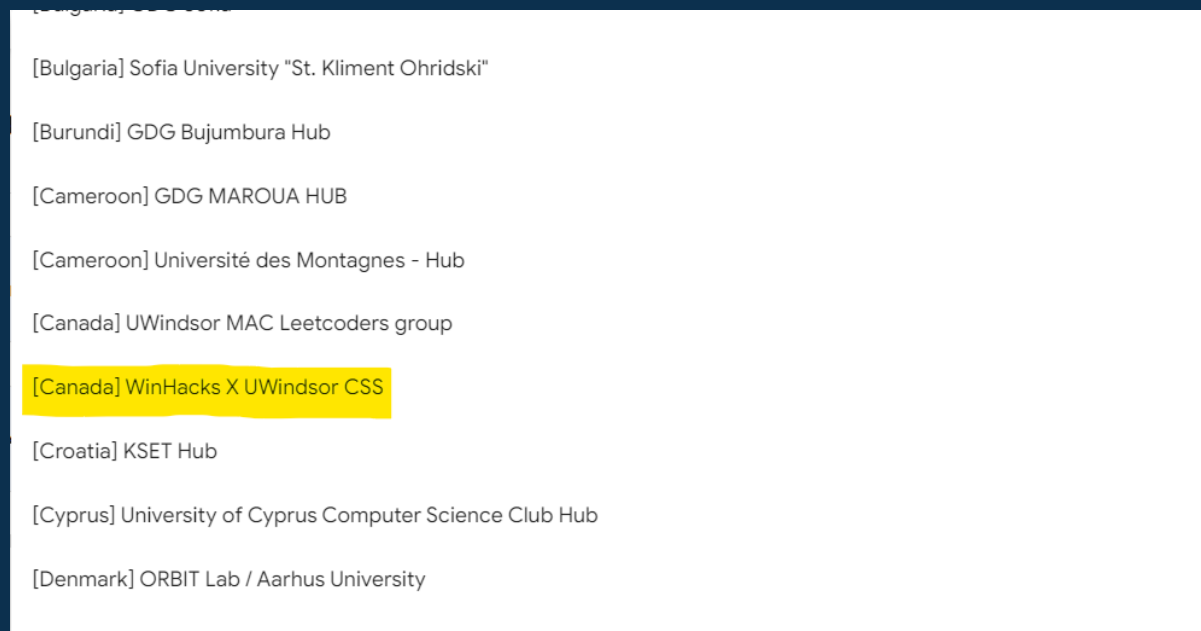 [Bulgaria] Sofia University "St. Kliment Ohridski"
[Burundi] GDG Bujumbura Hub
[Cameroon] GDG MAROUA HUB
[Cameroon] Université des Montagnes - Hub
[Canada] UWindsor MAC Leetcoders group
[Canada] WinHacks X UWindsor CSS
[Croatia] KSET Hub
[Cyprus] University of Cyprus Computer Science Club Hub
[Denmark] ORBIT Lab / Aarhus University